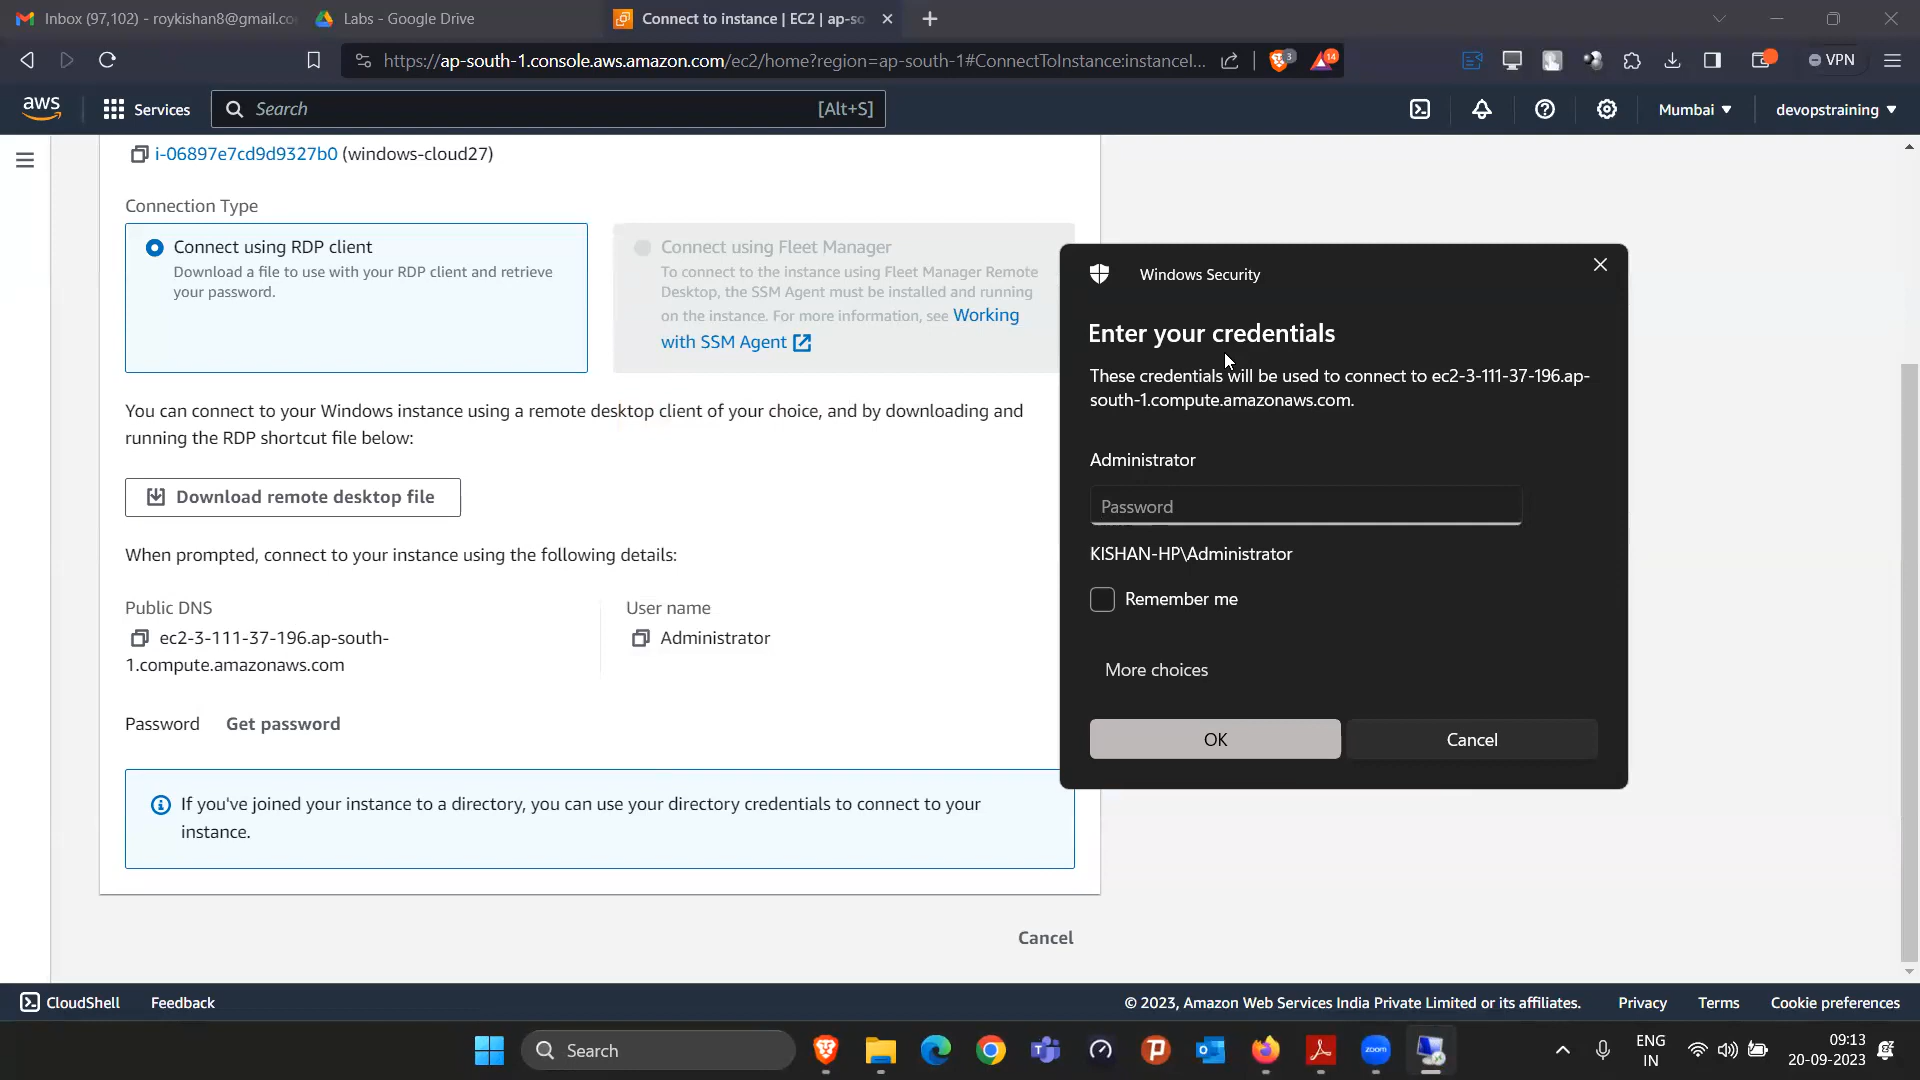 Inbox (97,102) - roykishan8@gmail.co
Labs - Google Drive
Connect to instance | EC2 | ap-so
https://ap-south-1.console.aws.amazon.com/ec2/home?region=ap-south-1#ConnectToInstance:instanceI...
3
14
VPN
aws
Services
Search
[Alt+S]
Mumbai
devopstraining
i-06897e7cd9d9327b0 (windows-cloud27)
Connection Type
Connect using RDP client
Download a file to use with your RDP client and retrieve
your password.
Connect using Fleet Manager
To connect to the instance using Fleet Manager Remote
Desktop, the SSM Agent must be installed and running
on the instance. For more information, see Working
with SSM Agent
You can connect to your Windows instance using a remote desktop client of your choice, and by downloading and
running the RDP shortcut file below:
Download remote desktop file
When prompted, connect to your instance using the following details:
Public DNS
ec2-3-111-37-196.ap-south-
1.compute.amazonaws.com
User name
Administrator
Password
Get password
If you've joined your instance to a directory, you can use your directory credentials to connect to your
instance.
Cancel
Windows Security
Enter your credentials
These credentials will be used to connect to ec2-3-111-37-196.ap-
south-1.compute.amazonaws.com.
Administrator
Password
KISHAN-HP\Administrator
Remember me
More choices
OK
Cancel
CloudShell
Feedback
© 2023, Amazon Web Services India Private Limited or its affiliates.
Privacy
Terms
Cookie preferences
Search
zoom
ENG
IN
09:13
20-09-2023